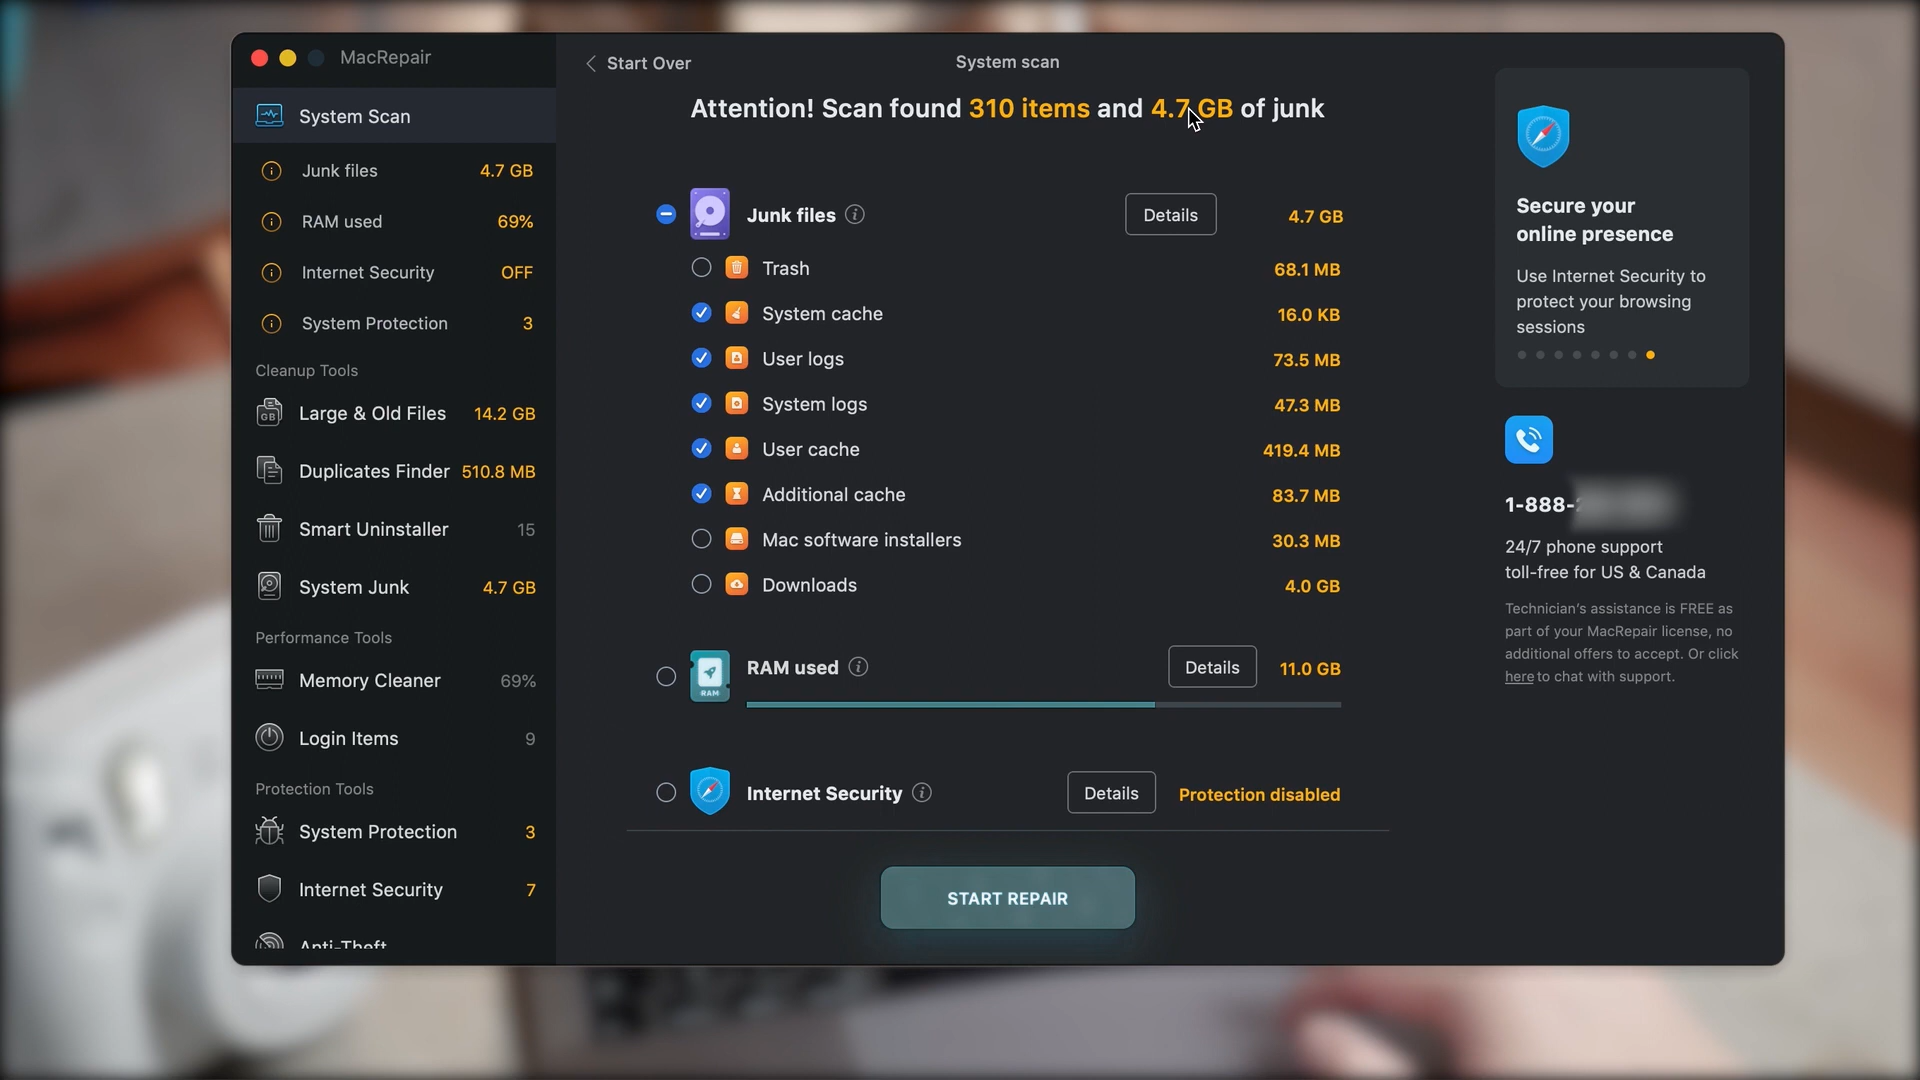 MacRepair
System Scan
Junk files 4.7 GB
RAM used 69%
Internet Security OFF
System Protection 3
Cleanup Tools
Large & Old Files 14.2 GB
Duplicates Finder 510.8 MB
Smart Uninstaller 15
System Junk 4.7 GB
Performance Tools
Memory Cleaner 69%
Login Items 9
Protection Tools
System Protection 3
Internet Security 7
Anti-Theft
Start Over
System scan
Attention! Scan found 310 items and 4.7 GB of junk
Junk files Details 4.7 GB
Trash 68.1 MB
System cache 16.0 KB
User logs 73.5 MB
System logs 47.3 MB
User cache 419.4 MB
Additional cache 83.7 MB
Mac software installers 30.3 MB
Downloads 4.0 GB
RAM
RAM used Details 11.0 GB
Internet Security Details Protection disabled
START REPAIR
Secure your
online presence
Use Internet Security to
protect your browsing
sessions
1-888-
24/7 phone support
toll-free for US & Canada
Technician's assistance is FREE as
part of your MacRepair license, no
additional offers to accept. Or click
here to chat with support.